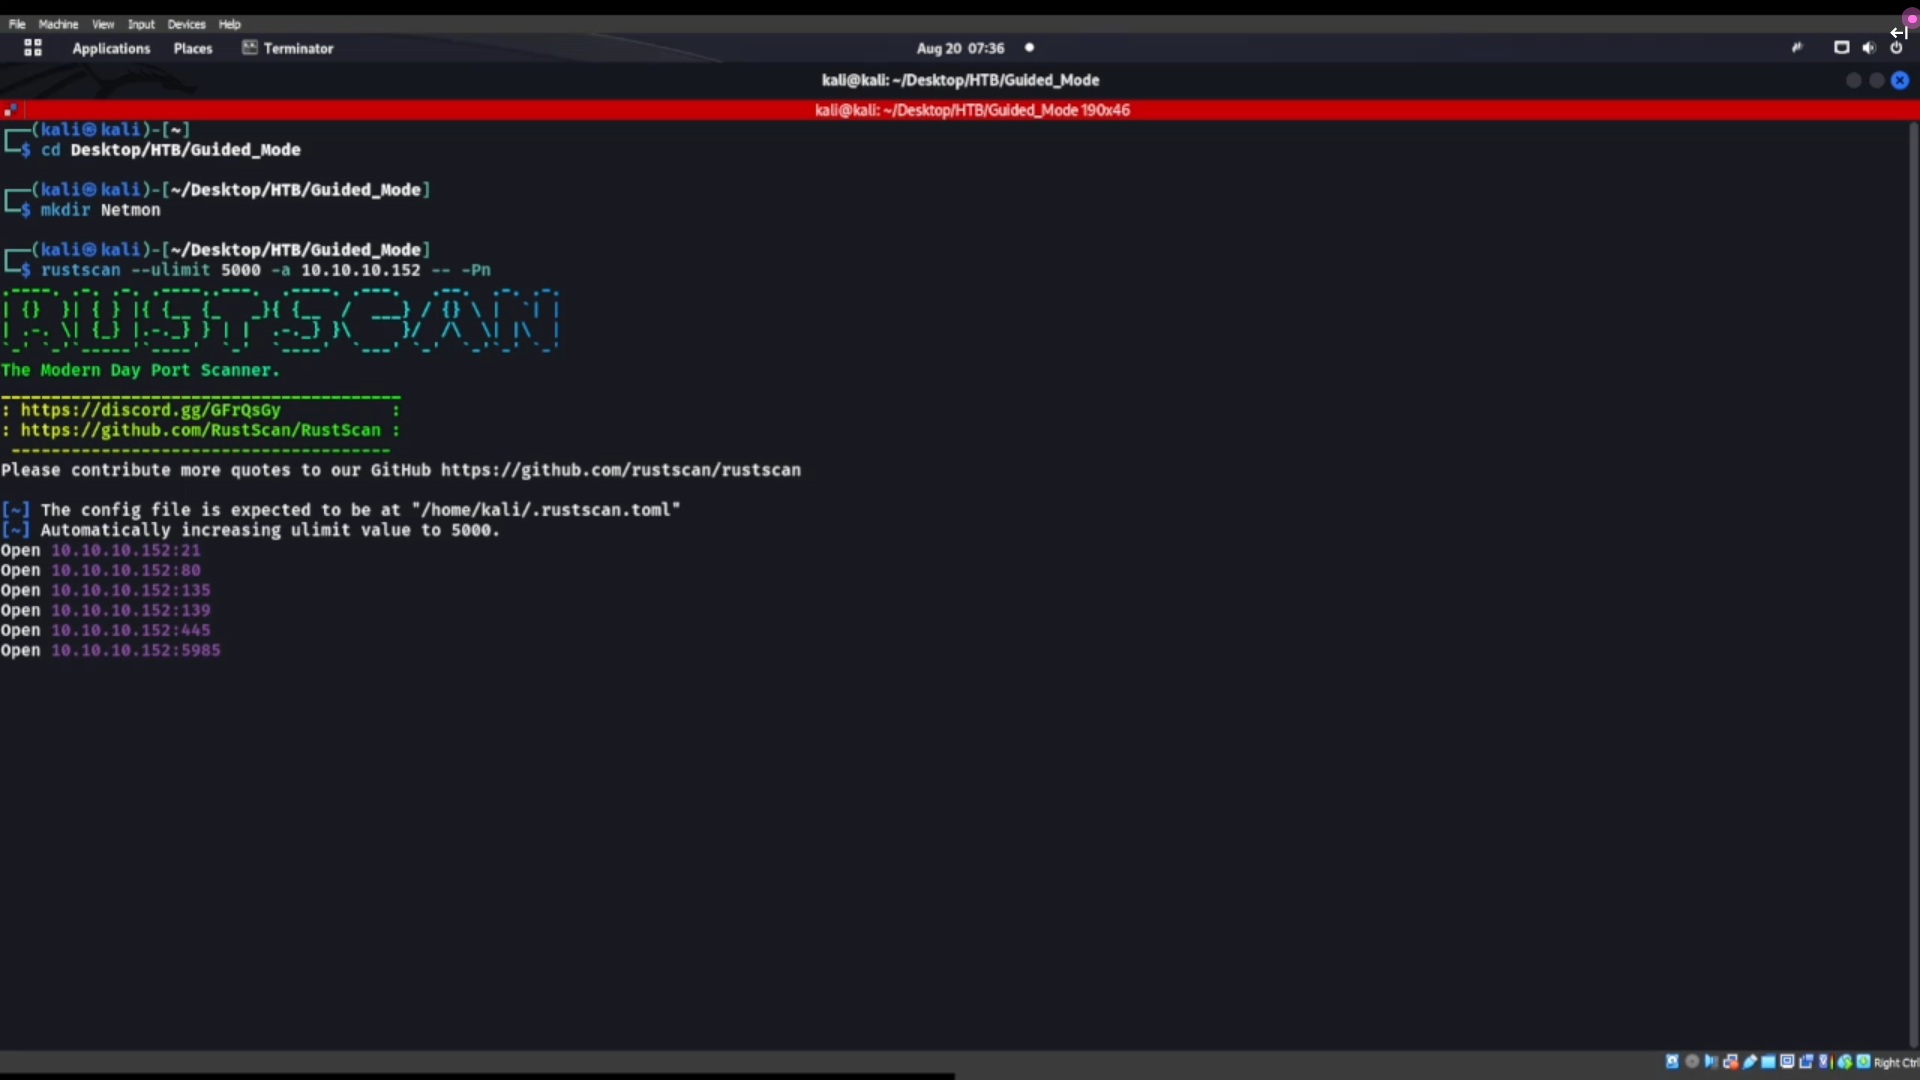 File Machine View Input Devices Help
Applications Places Terminator Aug 20 07:36
kali@kali: ~/Desktop/HTB/Guided_Mode
kali@kali: ~/Desktop/HTB/Guided_Mode 190x46
┌──(kali㉿kali)-[~]
└─$ cd Desktop/HTB/Guided_Mode
┌──(kali㉿kali)-[~/Desktop/HTB/Guided_Mode]
└─$ mkdir Netmon
┌──(kali㉿kali)-[~/Desktop/HTB/Guided_Mode]
└─$ rustscan --ulimit 5000 -a 10.10.10.152 -- -Pn
RUSTSCAN
The Modern Day Port Scanner.
________________________________________
: https://discord.gg/GFrQsGy :
: https://github.com/RustScan/RustScan :
--------------------------------------
Please contribute more quotes to our GitHub https://github.com/rustscan/rustscan
[~] The config file is expected to be at "/home/kali/.rustscan.toml"
[~] Automatically increasing ulimit value to 5000.
Open 10.10.10.152:21
Open 10.10.10.152:80
Open 10.10.10.152:135
Open 10.10.10.152:139
Open 10.10.10.152:445
Open 10.10.10.152:5985
Right Ctrl